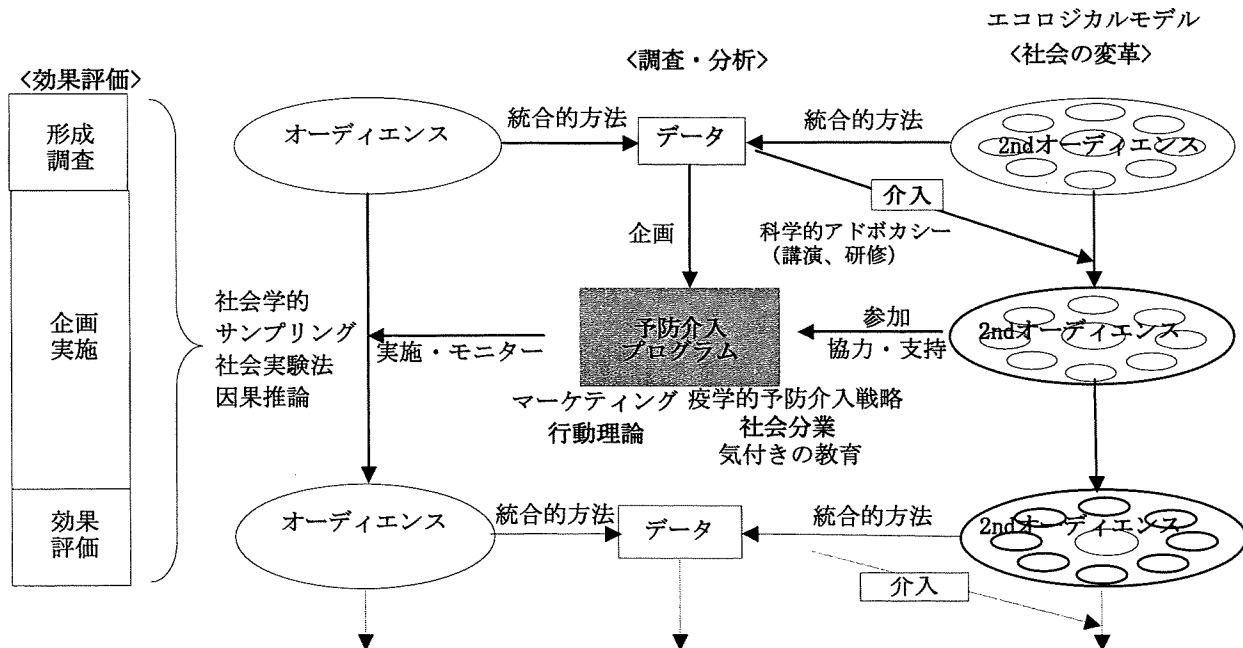 エコロジカルモデル
<社会の変革>
<調査・分析>
<効果評価>
形成
調査
企画
実施
効果
評価
社会学的
サンプリング
社会実験法
因果推論
オーディエンス
統合的方法
データ
統合的方法
2ndオーディエンス
介入
企画
科学的アドボカシー
(講演、研修)
予防介入
プログラム
実施・モニター
参加
協力・支持
2ndオーディエンス
マーケティング
行動理論
疫学的予防介入戦略
社会分業
気付きの教育
オーディエンス
統合的方法
データ
統合的方法
2ndオーディエンス
介入